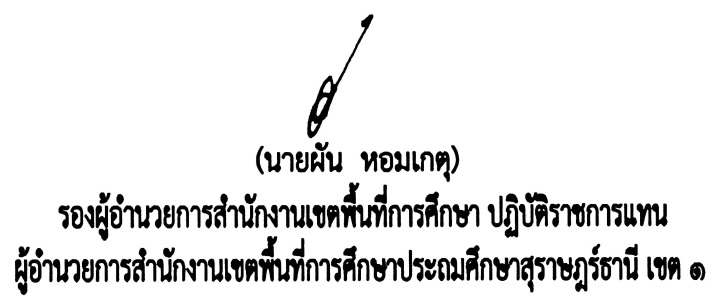 (นายผัน หอมเกตุ)
รองผู้อำนวยการสำนักงานเขตพื้นที่การศึกษา ปฏิบัติราชการแทน
ผู้อำนวยการสำนักงานเขตพื้นที่การศึกษาประถมศึกษาสุราษฎร์ธานี เขต ๑